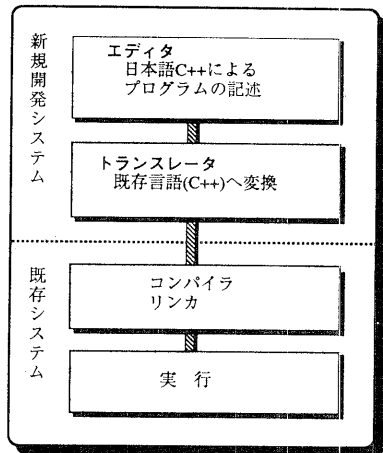 新規開発システム
エディタ
日本語C++による
プログラムの記述
トランスレータ
既存言語(C++)へ変換
既存システム
コンパイラ
リンカ
実 行